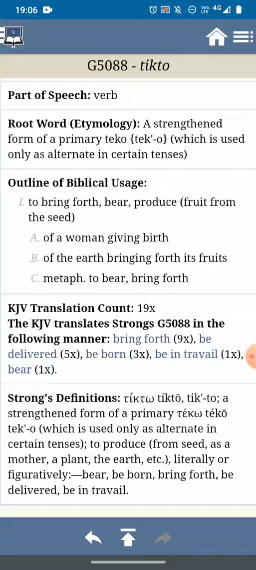 19:06
4G
G5088 - tikto
Part of Speech: verb
Root Word (Etymology): A strengthened
form of a primary teko {tek'-o} (which is used
only as alternate in certain tenses)
Outline of Biblical Usage:
I. to bring forth, bear, produce (fruit from
the seed)
A. of a woman giving birth
B. of the earth bringing forth its fruits
C. metaph. to bear, bring forth
KJV Translation Count: 19x
The KJV translates Strongs G5088 in the
following manner: bring forth (9x), be
delivered (5x), be born (3x), be in travail (1x),
bear (1x).
Strong's Definitions: τίκτω tíktō, tik'-to; a
strengthened form of a primary τέκω tékō
tek'-o (which is used only as alternate in
certain tenses); to produce (from seed, as a
mother, a plant, the earth, etc.), literally or
figuratively:—bear, be born, bring forth, be
delivered, be in travail.